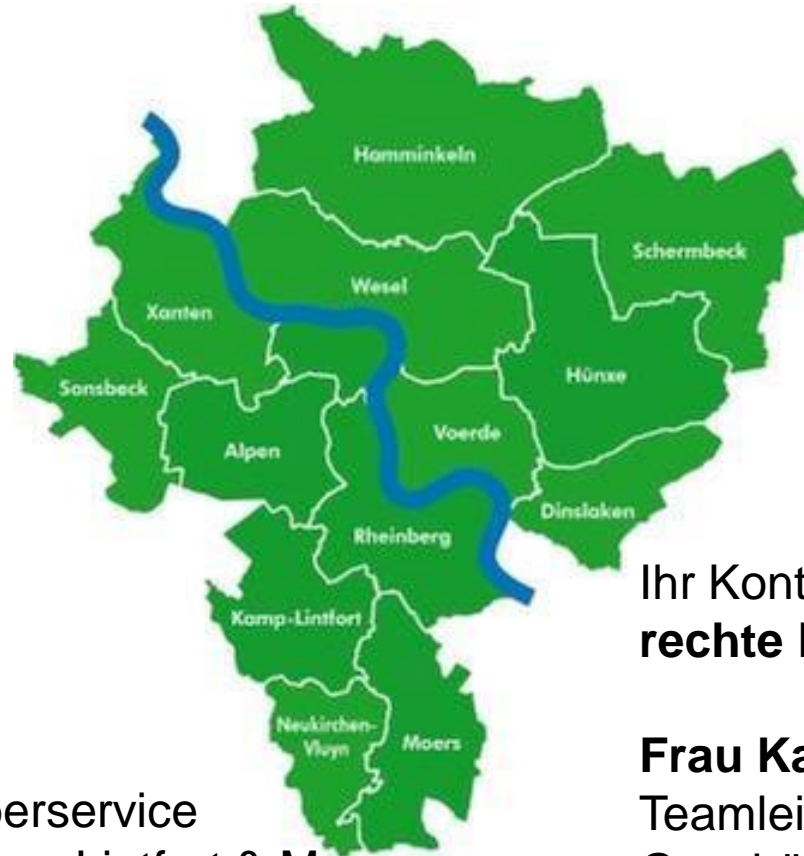 Hamminkeln
Schermbeck
Wesel
Xanten
Hünxe
Sonsbeck
Voerde
Alpen
Dinslaken
Rheinberg
Kamp-Lintfort
Neukirchen-
Vluyn
Moers
Ihr Kont
rechte
Frau Ka
Teamlei
perservice